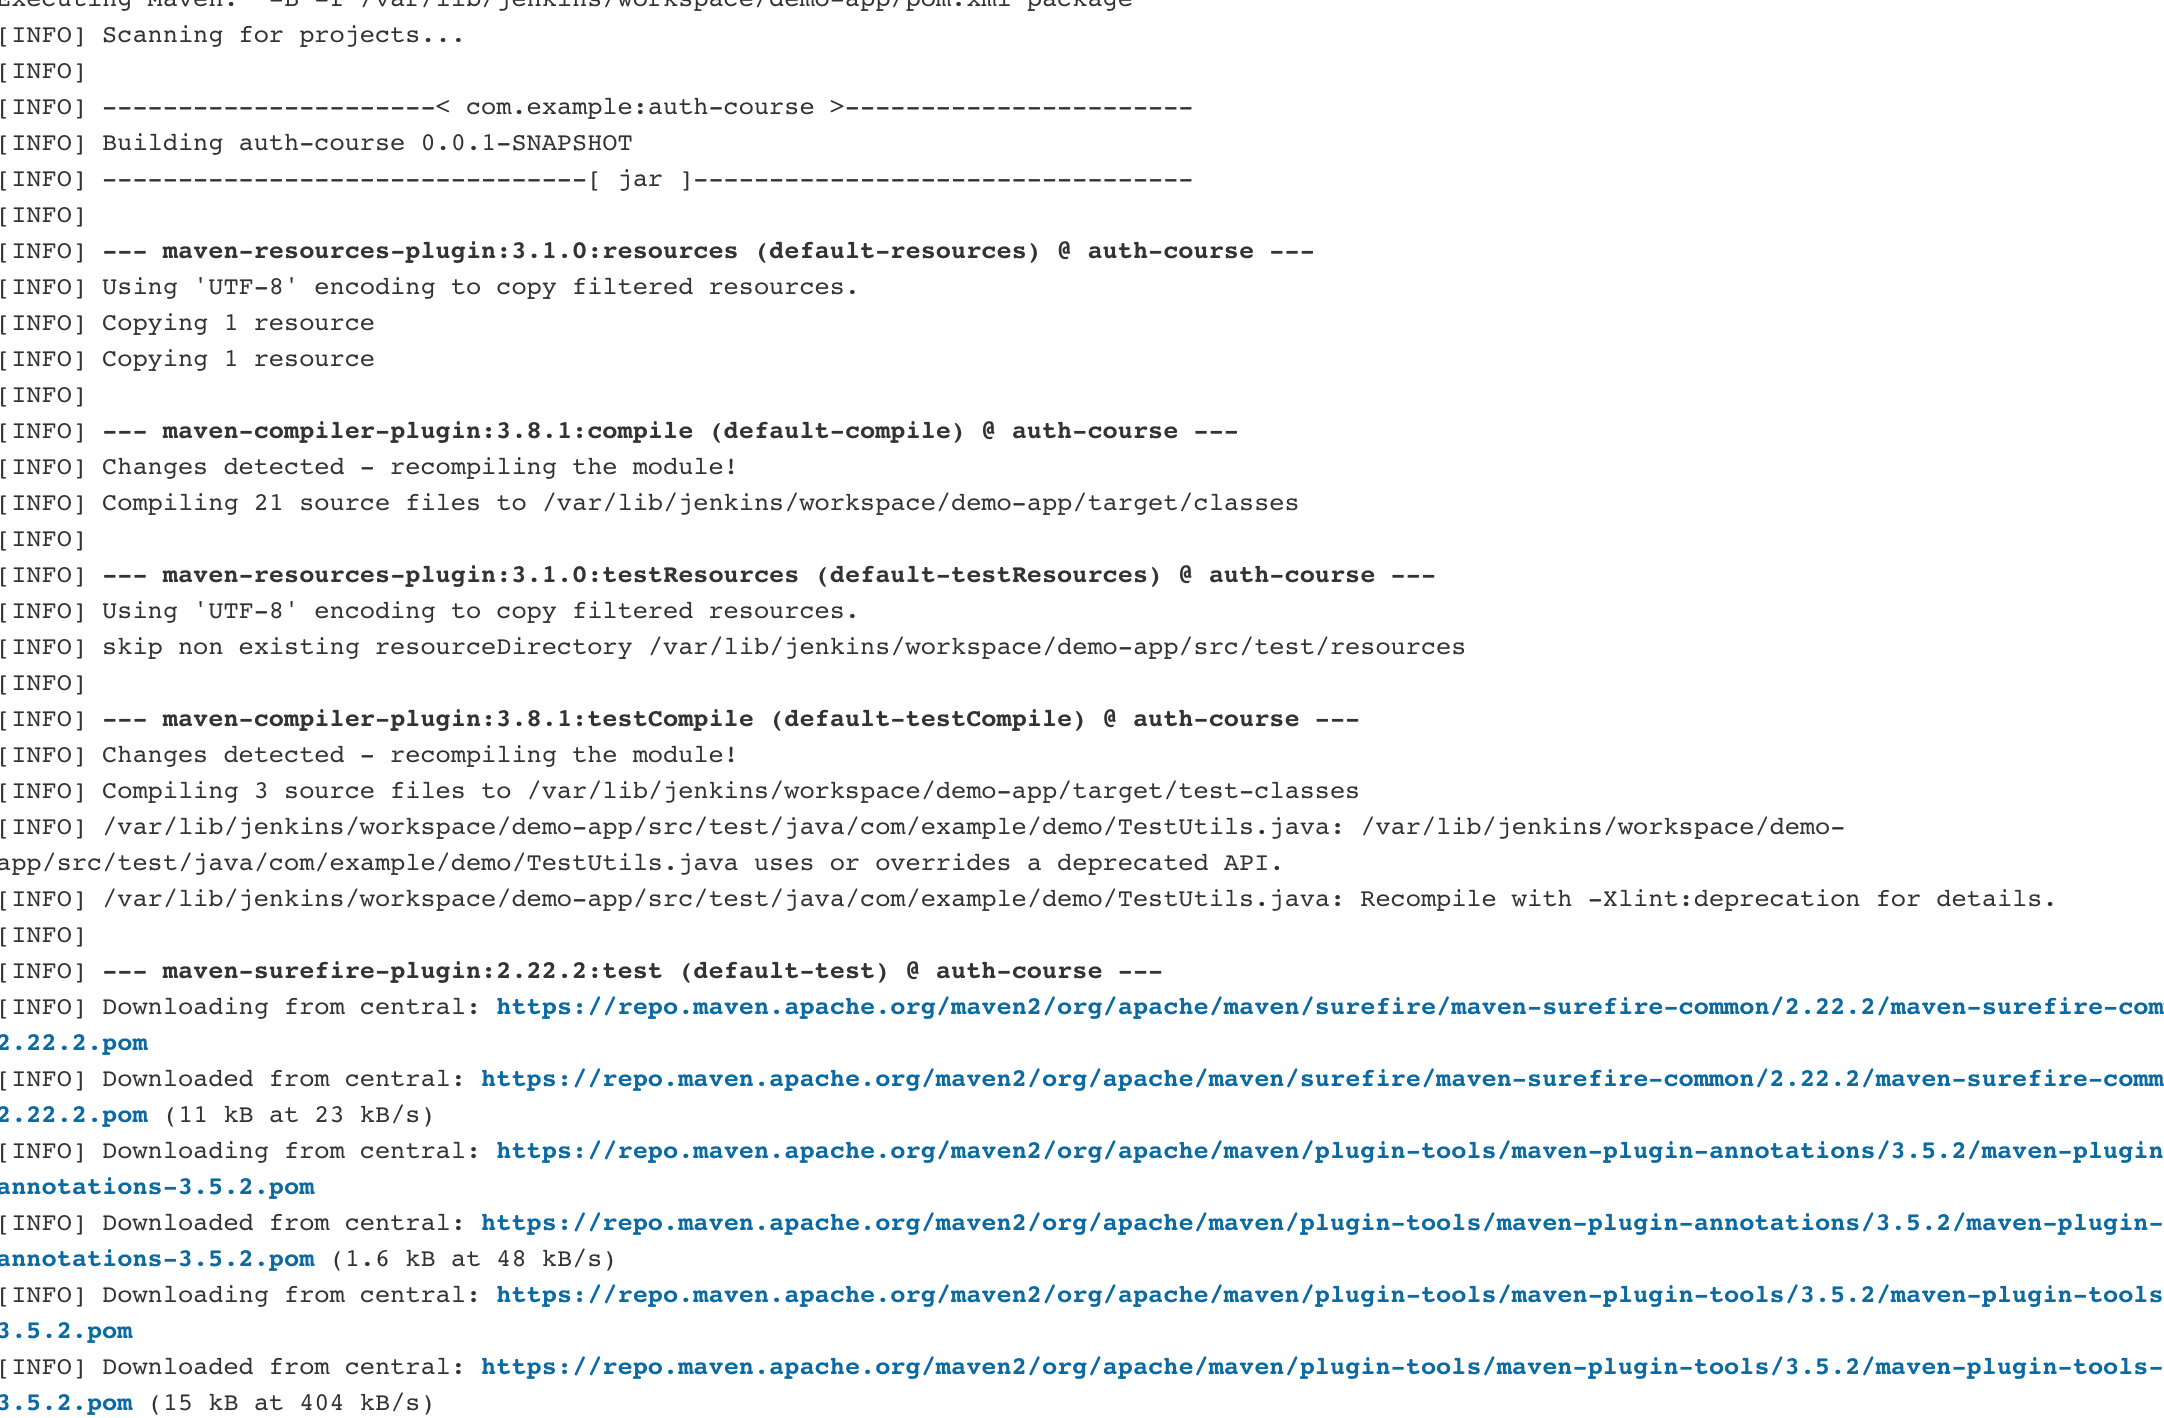 Executing Maven: -B -f /var/lib/jenkins/workspace/demo-app/pom.xml package
[INFO] Scanning for projects...
[INFO]
[INFO] ----------------------< com.example:auth-course >-----------------------
[INFO] Building auth-course 0.0.1-SNAPSHOT
[INFO] --------------------------------[ jar ]---------------------------------
[INFO]
[INFO] --- maven-resources-plugin:3.1.0:resources (default-resources) @ auth-course ---
[INFO] Using 'UTF-8' encoding to copy filtered resources.
[INFO] Copying 1 resource
[INFO] Copying 1 resource
[INFO]
[INFO] --- maven-compiler-plugin:3.8.1:compile (default-compile) @ auth-course ---
[INFO] Changes detected - recompiling the module!
[INFO] Compiling 21 source files to /var/lib/jenkins/workspace/demo-app/target/classes
[INFO]
[INFO] --- maven-resources-plugin:3.1.0:testResources (default-testResources) @ auth-course ---
[INFO] Using 'UTF-8' encoding to copy filtered resources.
[INFO] skip non existing resourceDirectory /var/lib/jenkins/workspace/demo-app/src/test/resources
[INFO]
[INFO] --- maven-compiler-plugin:3.8.1:testCompile (default-testCompile) @ auth-course ---
[INFO] Changes detected - recompiling the module!
[INFO] Compiling 3 source files to /var/lib/jenkins/workspace/demo-app/target/test-classes
[INFO] /var/lib/jenkins/workspace/demo-app/src/test/java/com/example/demo/TestUtils.java: /var/lib/jenkins/workspace/demo-
app/src/test/java/com/example/demo/TestUtils.java uses or overrides a deprecated API.
[INFO] /var/lib/jenkins/workspace/demo-app/src/test/java/com/example/demo/TestUtils.java: Recompile with -Xlint:deprecation for details.
[INFO]
[INFO] --- maven-surefire-plugin:2.22.2:test (default-test) @ auth-course ---
[INFO] Downloading from central: https://repo.maven.apache.org/maven2/org/apache/maven/surefire/maven-surefire-common/2.22.2/maven-surefire-com
2.22.2.pom
[INFO] Downloaded from central: https://repo.maven.apache.org/maven2/org/apache/maven/surefire/maven-surefire-common/2.22.2/maven-surefire-comm
2.22.2.pom (11 kB at 23 kB/s)
[INFO] Downloading from central: https://repo.maven.apache.org/maven2/org/apache/maven/plugin-tools/maven-plugin-annotations/3.5.2/maven-plugin
annotations-3.5.2.pom
[INFO] Downloaded from central: https://repo.maven.apache.org/maven2/org/apache/maven/plugin-tools/maven-plugin-annotations/3.5.2/maven-plugin-
annotations-3.5.2.pom (1.6 kB at 48 kB/s)
[INFO] Downloading from central: https://repo.maven.apache.org/maven2/org/apache/maven/plugin-tools/maven-plugin-tools/3.5.2/maven-plugin-tools
3.5.2.pom
[INFO] Downloaded from central: https://repo.maven.apache.org/maven2/org/apache/maven/plugin-tools/maven-plugin-tools/3.5.2/maven-plugin-tools-
3.5.2.pom (15 kB at 404 kB/s)